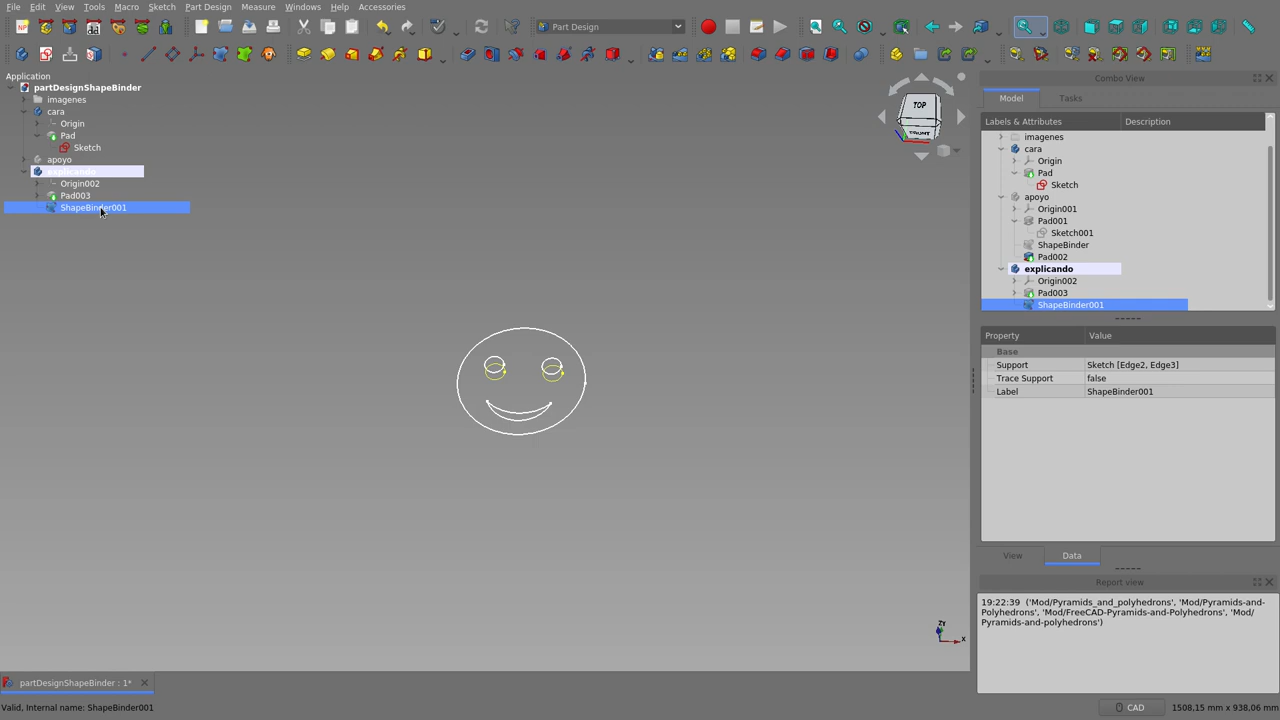 File Edit View Tools Macro Sketch Part Design Measure Windows Help Accessories
Part Design
Application
partDesignShapeBinder
imagenes
cara
Origin
Pad
Sketch
apoyo
explicando
Origin002
Pad003
ShapeBinder001
TOP
FRONT
ZY
X
Combo View
Model Tasks
Labels & Attributes Description
imagenes
cara
Origin
Pad
Sketch
apoyo
Origin001
Pad001
Sketch001
ShapeBinder
Pad002
explicando
Origin002
Pad003
ShapeBinder001
Property Value
Base
Support Sketch [Edge2, Edge3]
Trace Support false
Label ShapeBinder001
View Data
Report view
19:22:39 ('Mod/Pyramids_and_polyhedrons', 'Mod/Pyramids-and-
Polyhedrons', 'Mod/FreeCAD-Pyramids-and-Polyhedrons', 'Mod/
Pyramids-and-polyhedrons')
partDesignShapeBinder : 1*
Valid, Internal name: ShapeBinder001
CAD 1508,15 mm x 938,06 mm